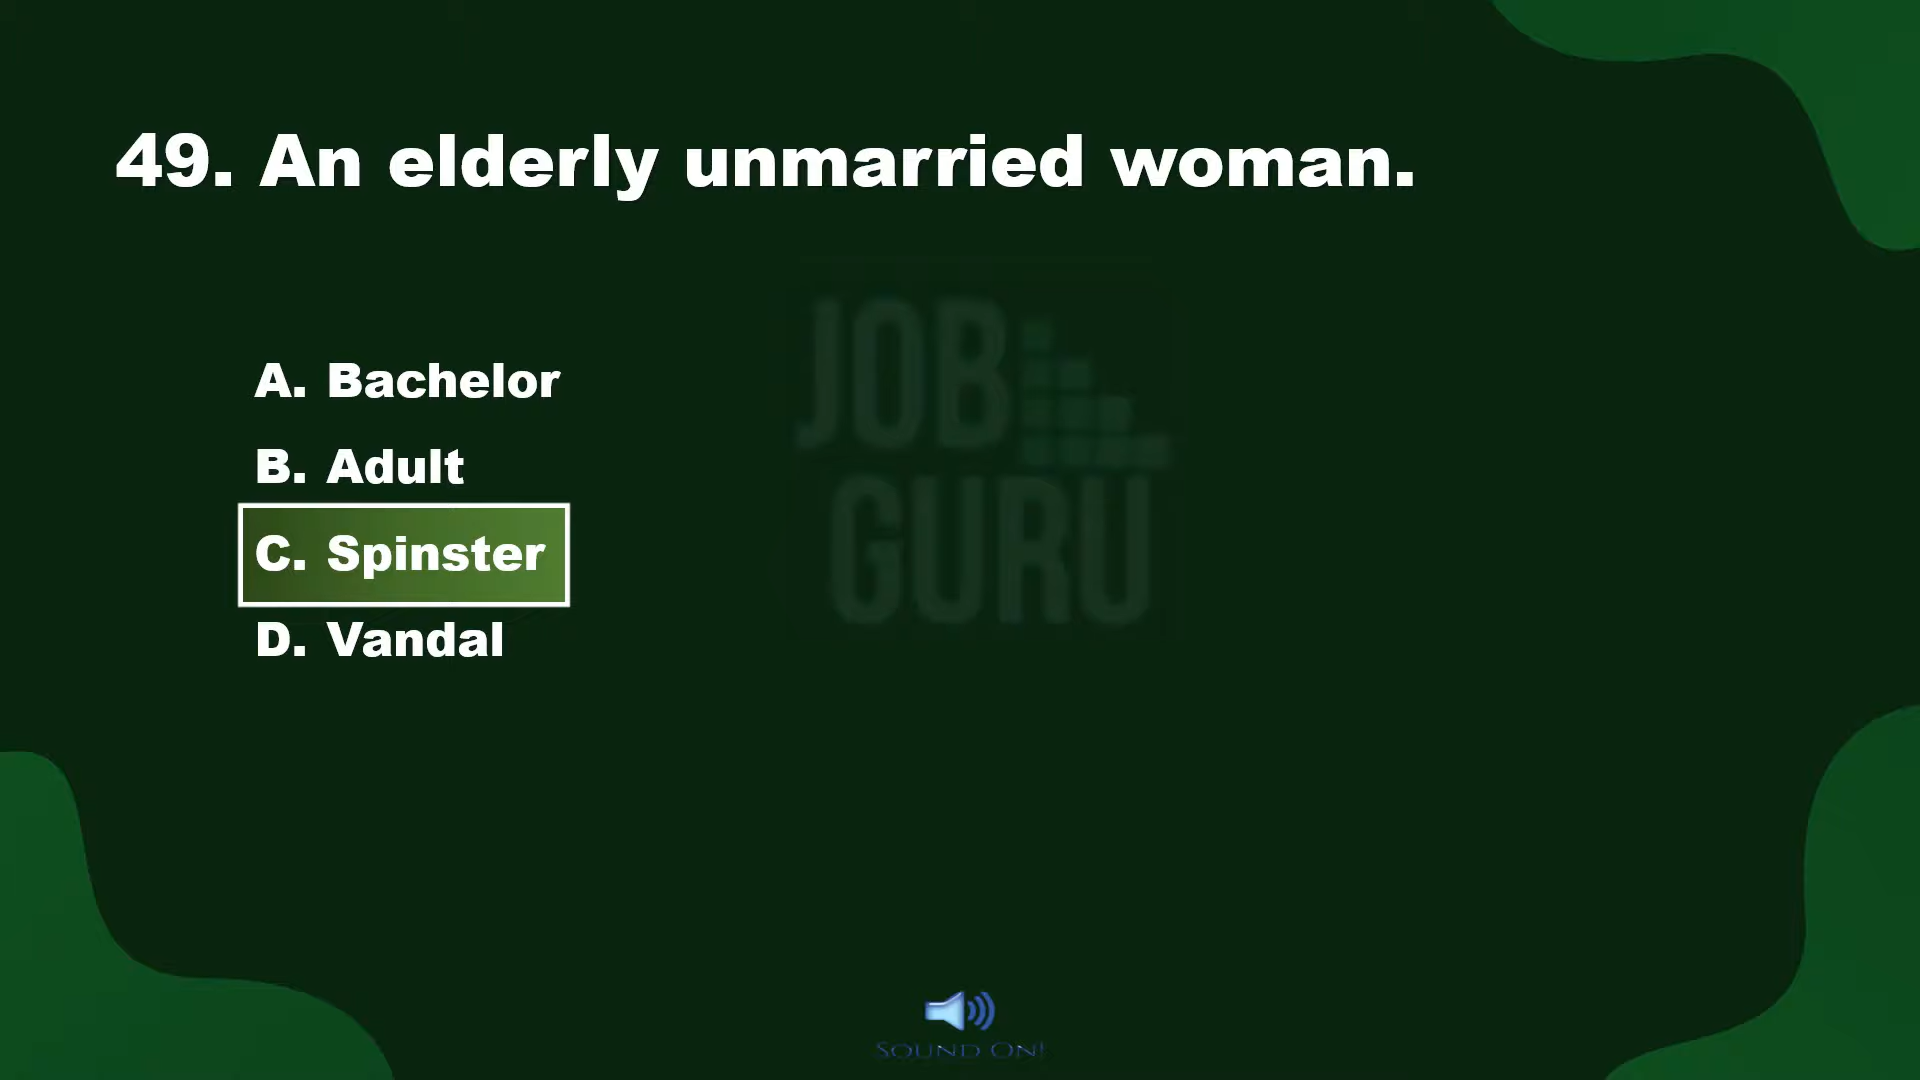 49. An elderly unmarried woman.
JOB
GURU
A. Bachelor
B. Adult
C. Spinster
D. Vandal
SOUND ON!